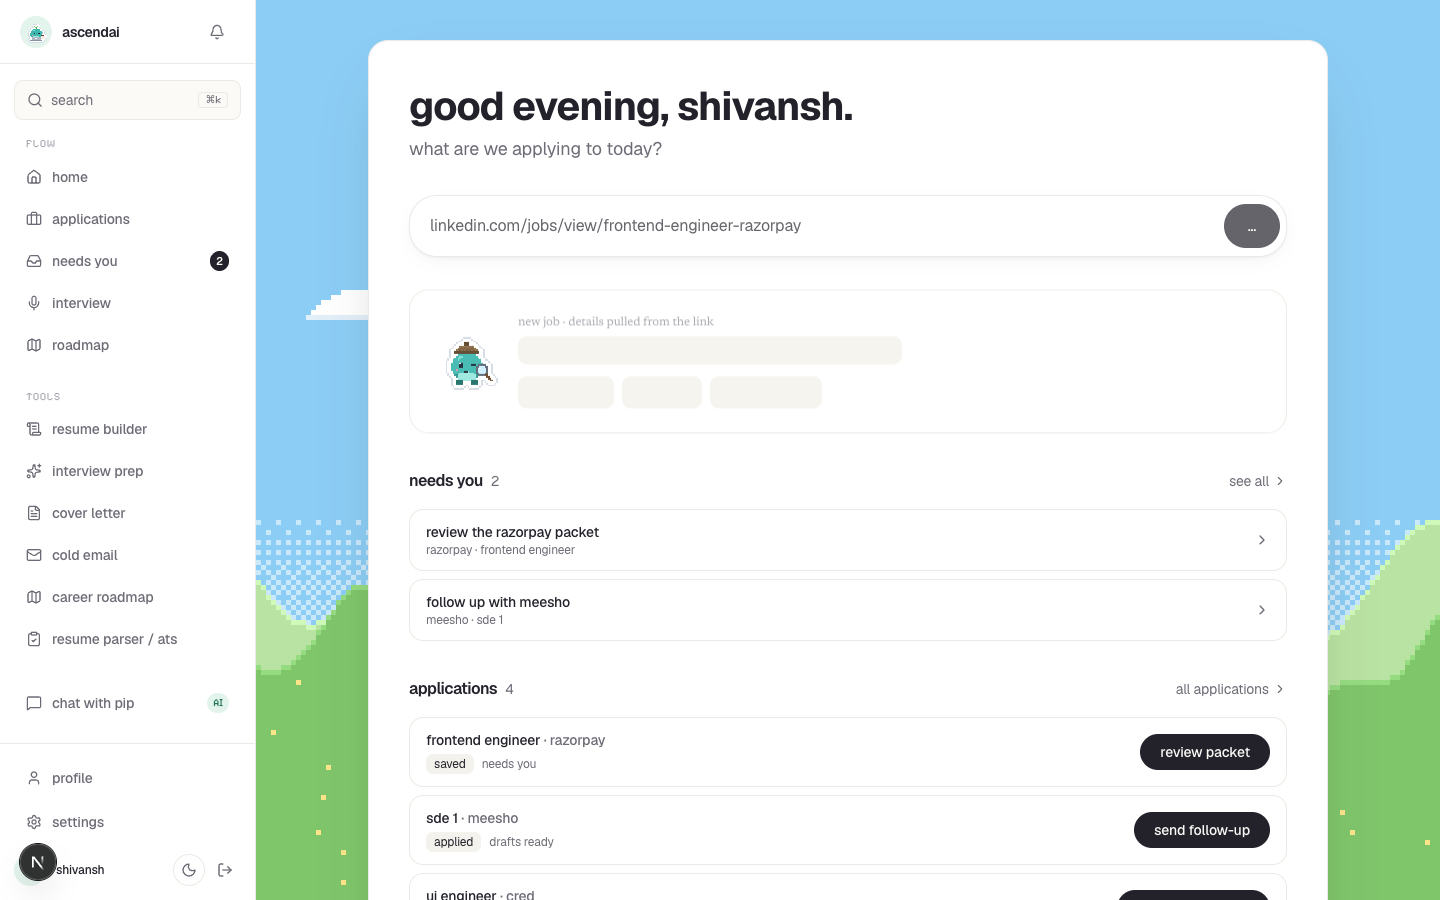 ascendai
search
⌘k
FLOW
home
applications
needs you
2
interview
roadmap
TOOLS
resume builder
interview prep
cover letter
cold email
career roadmap
resume parser / ats
chat with pip
AI
profile
settings
N
shivansh
good evening, shivansh.
what are we applying to today?
linkedin.com/jobs/view/frontend-engineer-razorpay
...
new job · details pulled from the link
needs you 2
see all
review the razorpay packet
razorpay · frontend engineer
follow up with meesho
meesho · sde 1
applications 4
all applications
frontend engineer · razorpay
saved needs you
review packet
sde 1 · meesho
applied drafts ready
send follow-up
ui engineer · cred